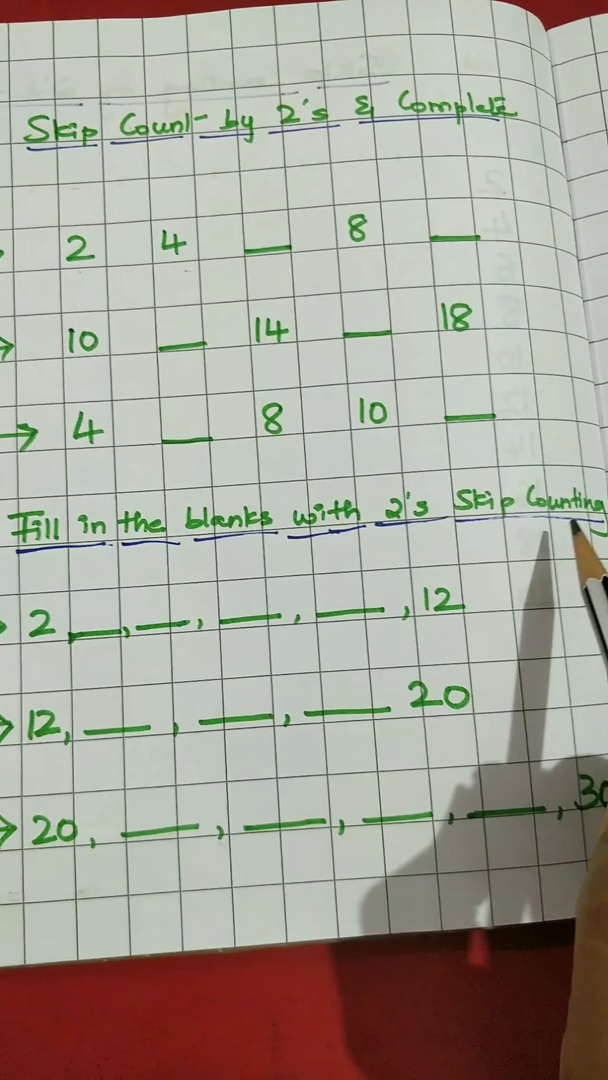 Skip Count by 2's & Complete
→ 2 4 __ 8 __
→ 10 __ 14 __ 18
→ 4 __ 8 10 __
Fill in the blanks with 2's Skip Counting
→ 2 __, __, __, __, 12
→ 12, __, __, __ 20
→ 20, __, __, __, __, 30